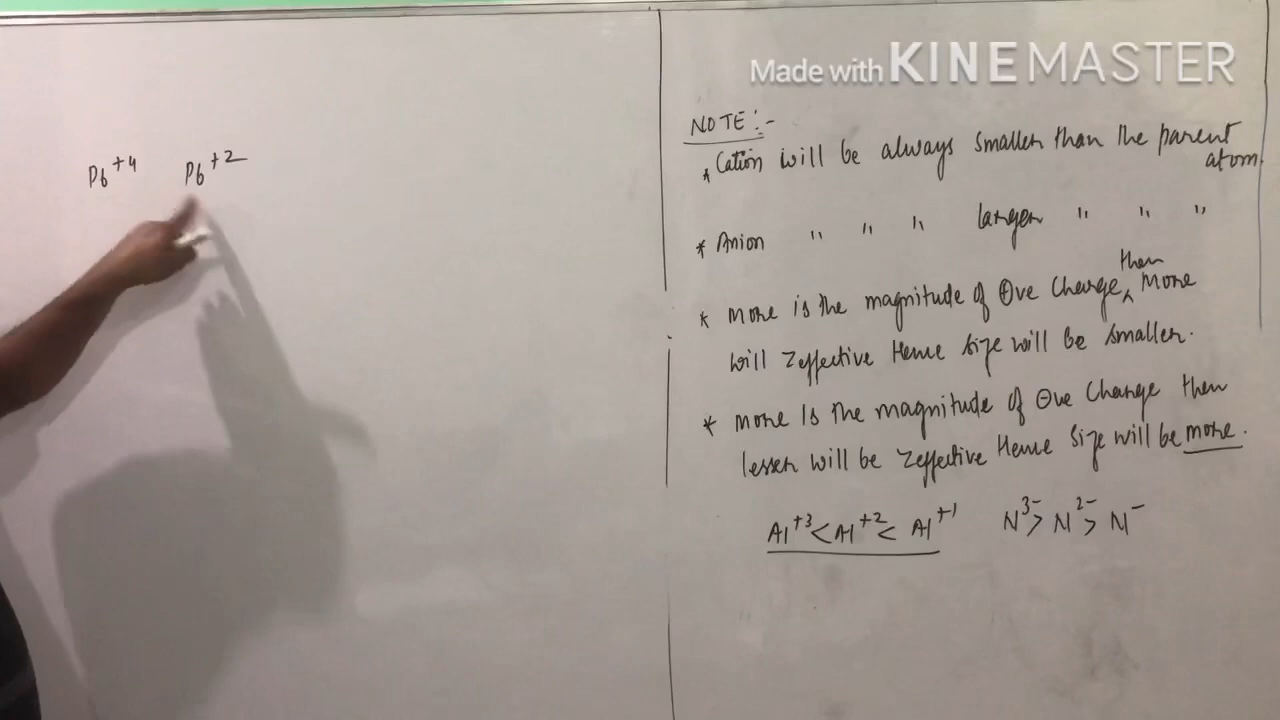 Made with KINEMASTER
Pb+4 Pb+2
NOTE:-
* Cation will be always smaller than the parent
atom.
* Anion " " " larger " " "
then
* more is the magnitude of ⊕ve Charge, ^ More
will Zeffective Hence size will be smaller.
* more is the magnitude of ⊖ve Charge then
lesser will be Zeffective Hence size will be more.
Al+3 < Al+2 < Al+1 N3- > N2- > N-